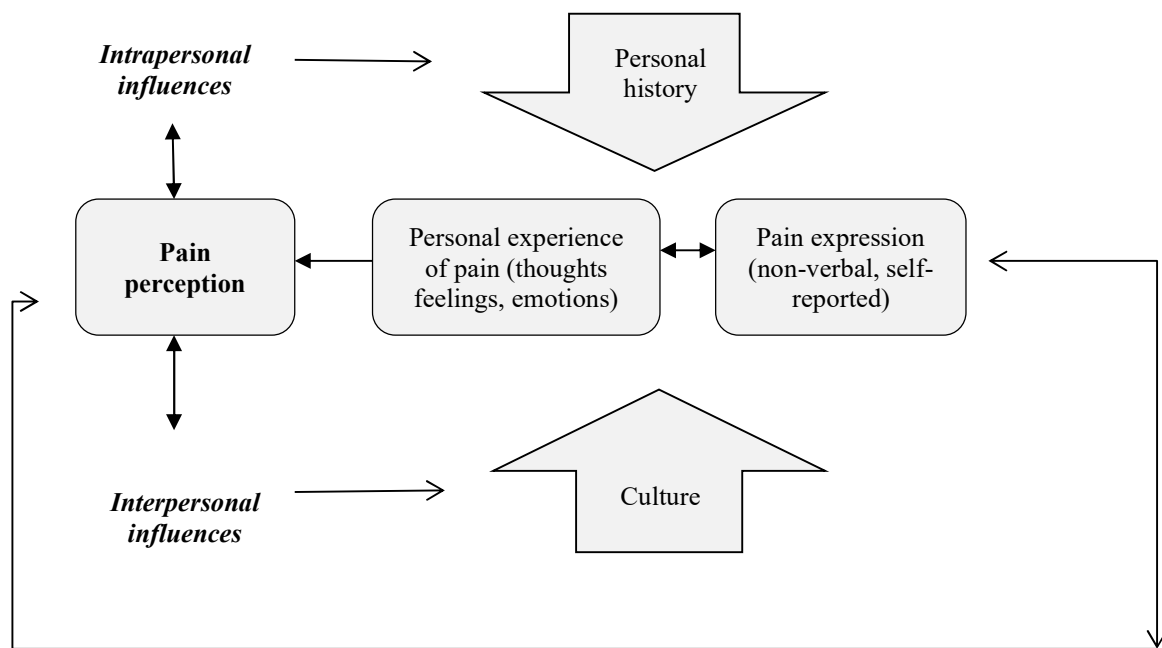 Intrapersonal
influences
Personal
history
Pain
perception
Personal experience
of pain (thoughts
feelings, emotions)
Pain expression
(non-verbal, self-
reported)
Interpersonal
influences
Culture